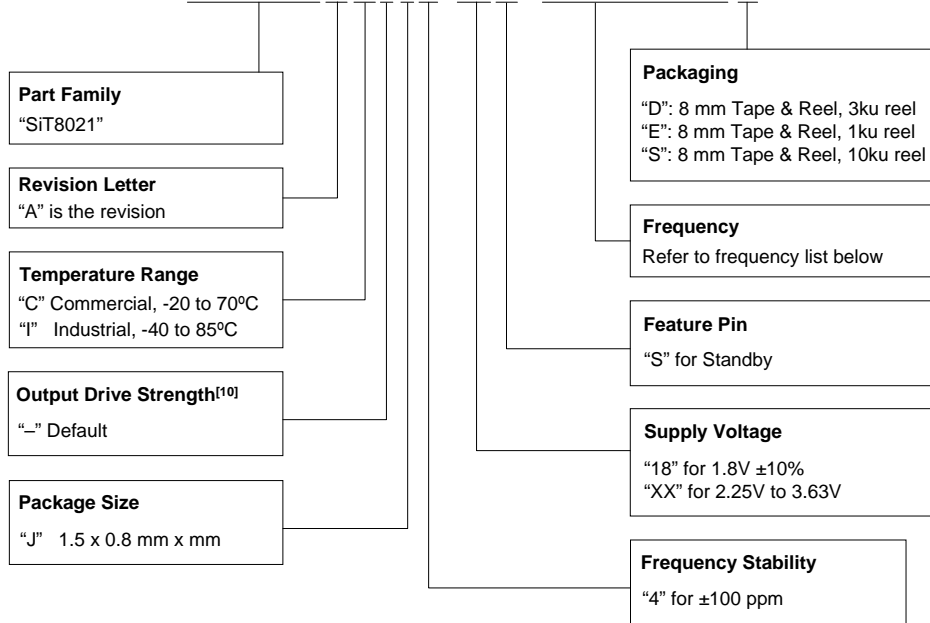 Part Family
“SiT8021”
Revision Letter
“A” is the revision
Temperature Range
“C” Commercial, -20 to 70ºC
“I” Industrial, -40 to 85ºC
Output Drive Strength[10]
“–” Default
Package Size
“J” 1.5 x 0.8 mm x mm
Packaging
“D”: 8 mm Tape & Reel, 3ku reel
“E”: 8 mm Tape & Reel, 1ku reel
“S”: 8 mm Tape & Reel, 10ku reel
Frequency
Refer to frequency list below
Feature Pin
“S” for Standby
Supply Voltage
“18” for 1.8V ±10%
“XX” for 2.25V to 3.63V
Frequency Stability
“4” for ±100 ppm